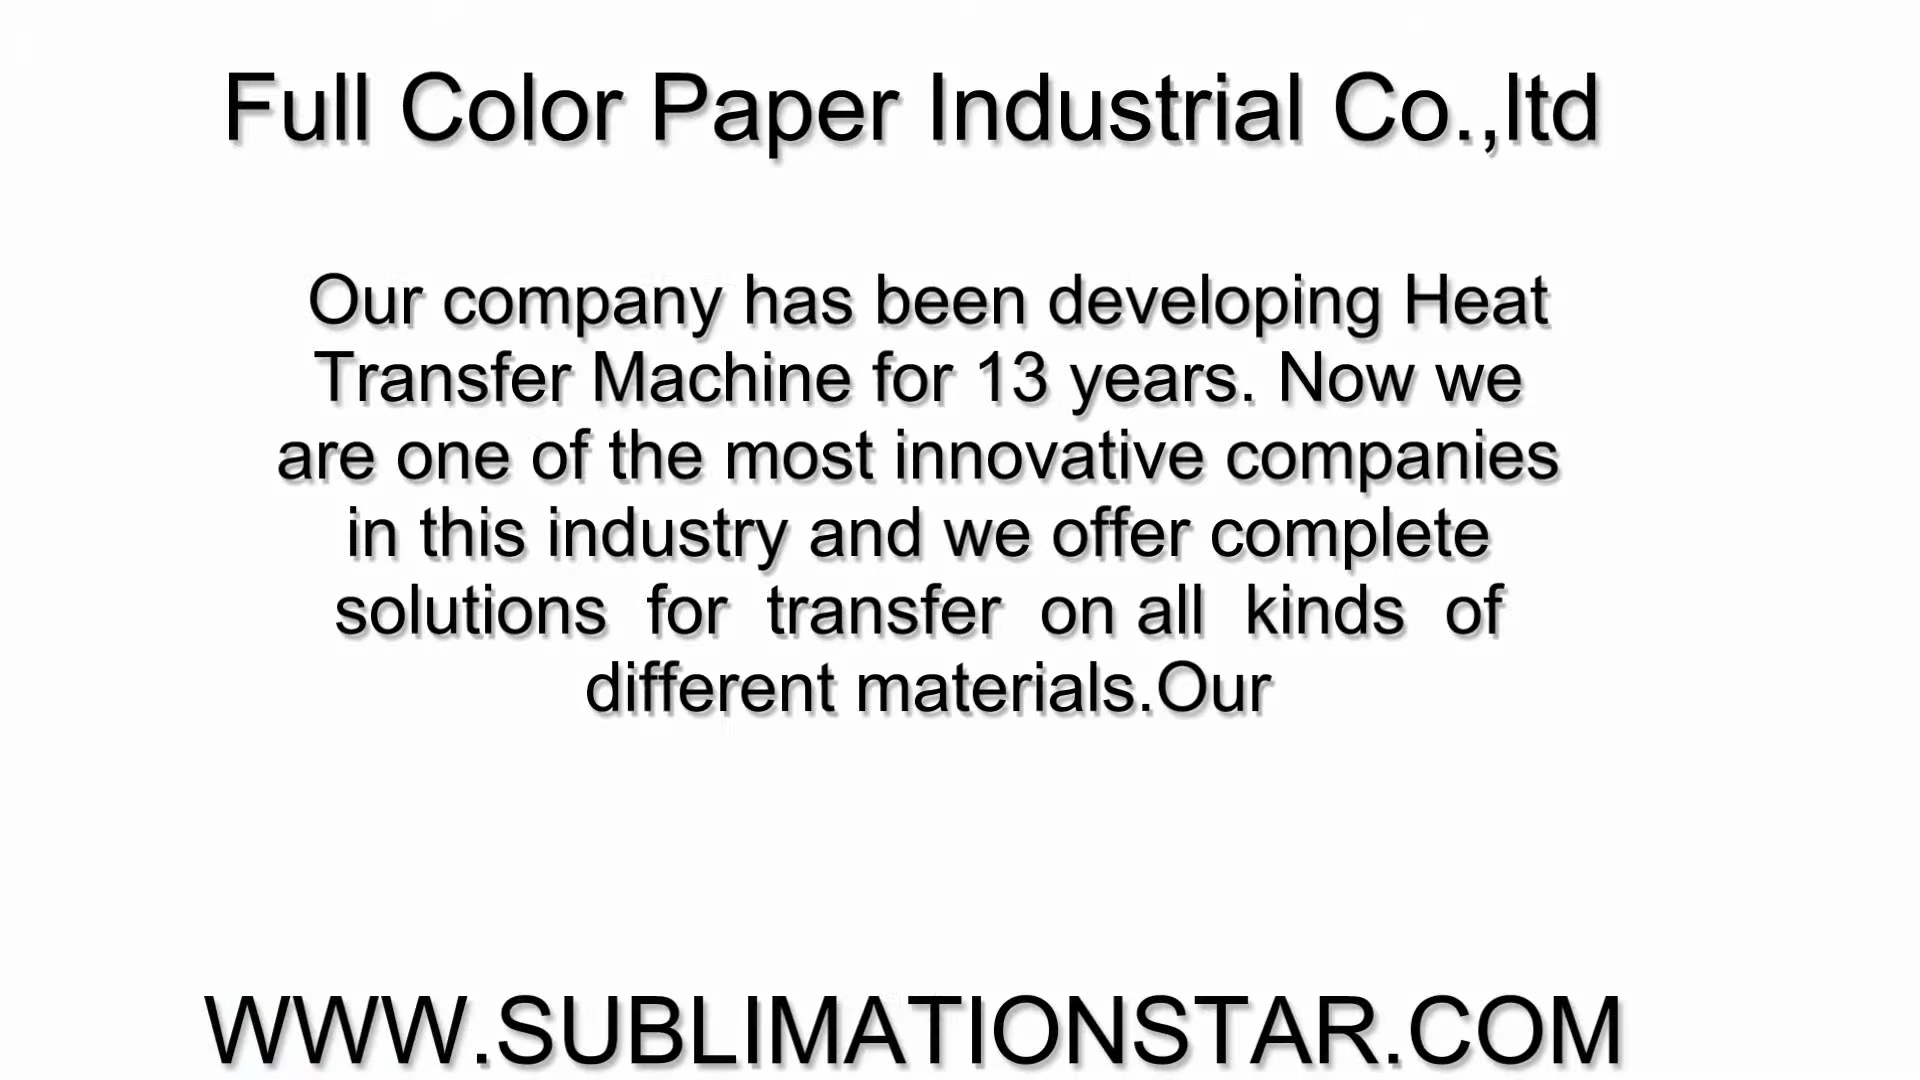 Full Color Paper Industrial Co.,ltd
Our company has been developing Heat
Transfer Machine for 13 years. Now we
are one of the most innovative companies
in this industry and we offer complete
solutions  for  transfer  on all  kinds  of
different materials.Our
WWW.SUBLIMATIONSTAR.COM